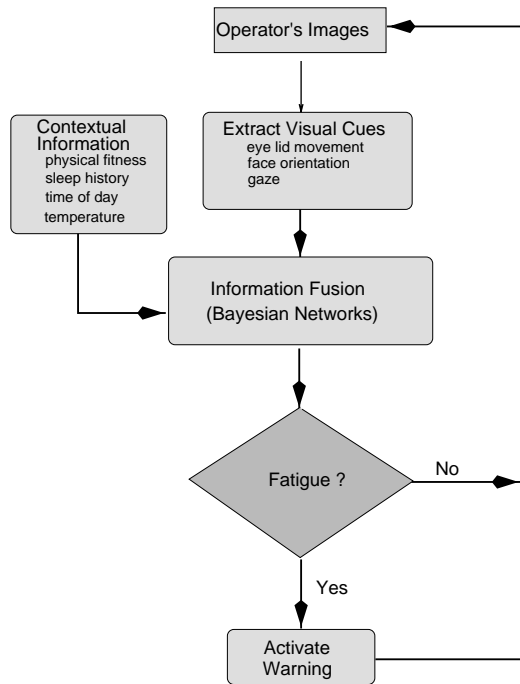 Operator's Images
Contextual
Information
physical fitness
sleep history
time of day
temperature
Extract Visual Cues
eye lid movement
face orientation
gaze
Information Fusion
(Bayesian Networks)
Fatigue ?
No
Yes
Activate
Warning